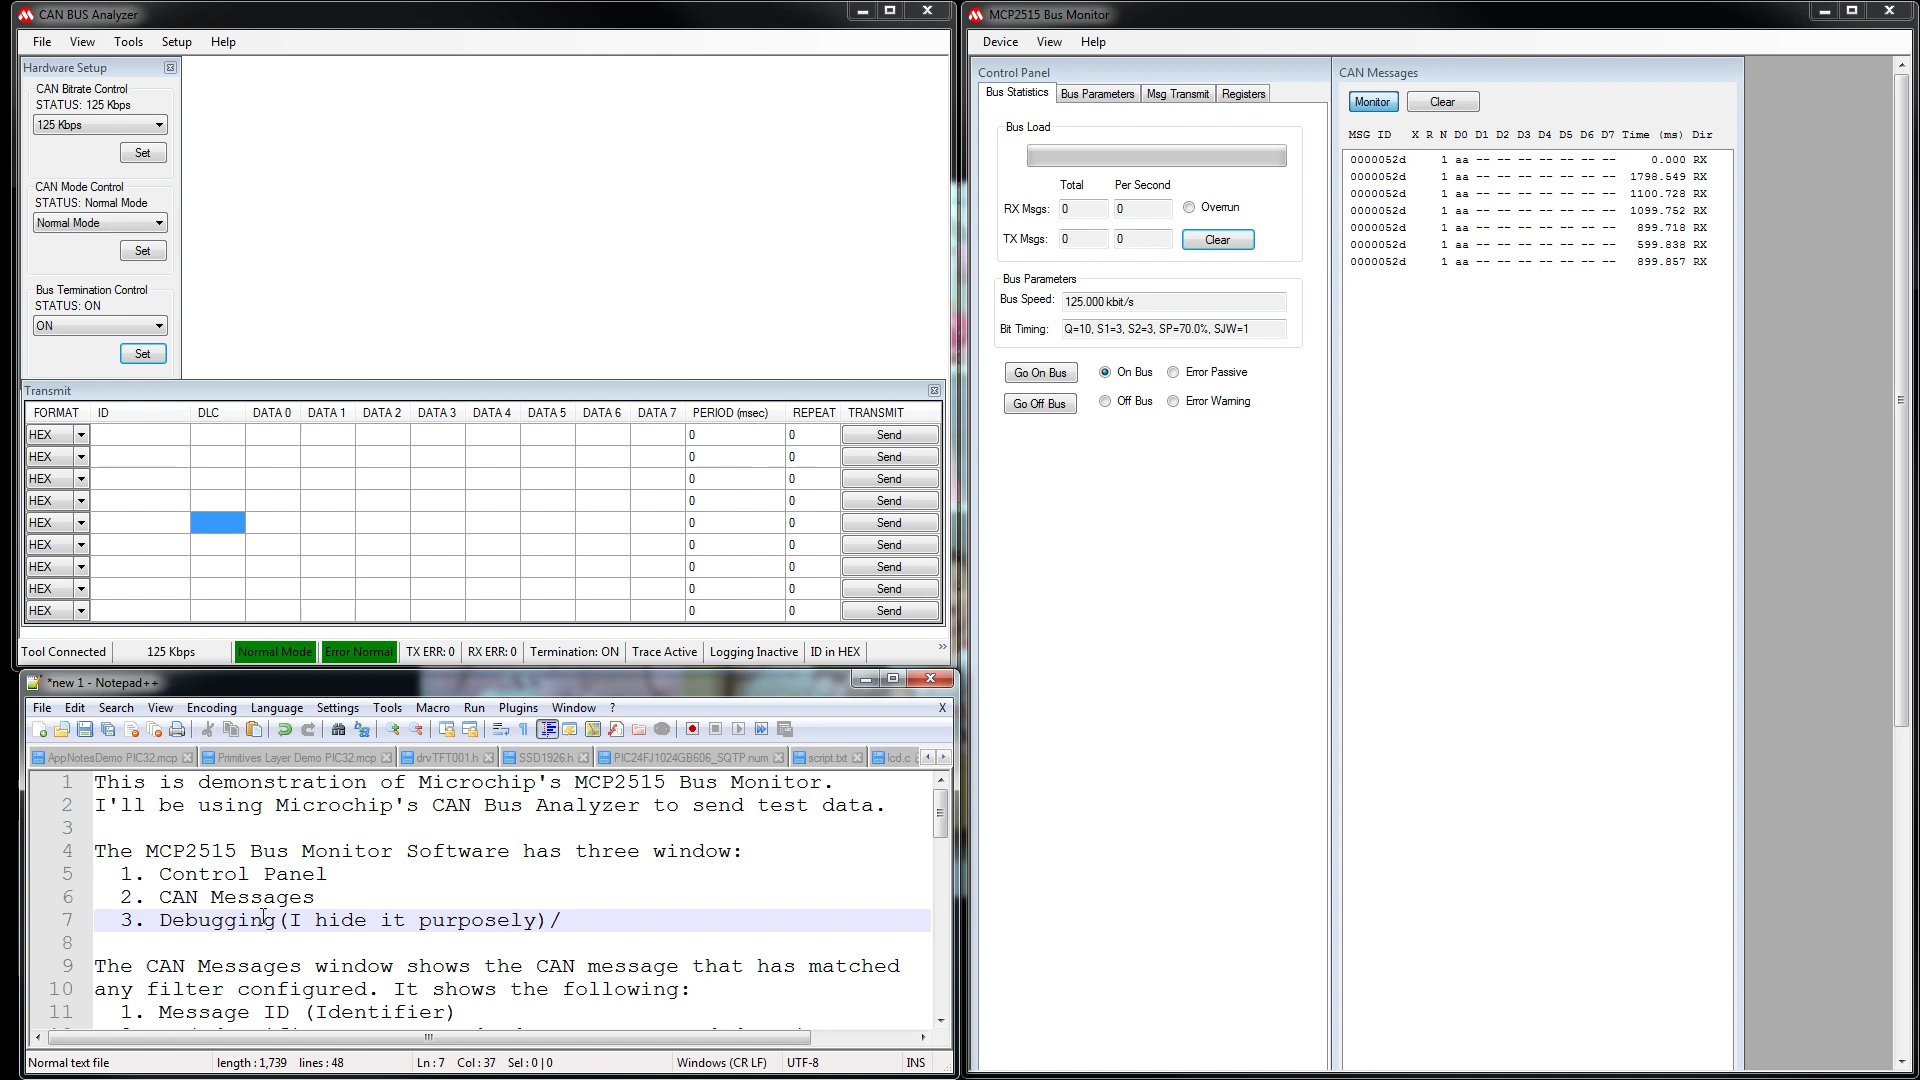 CAN BUS Analyzer
File View Tools Setup Help
Hardware Setup
CAN Bitrate Control
STATUS: 125 Kbps
125 Kbps
Set
CAN Mode Control
STATUS: Normal Mode
Normal Mode
Set
Bus Termination Control
STATUS: ON
ON
Set
Transmit
FORMAT ID DLC DATA 0 DATA 1 DATA 2 DATA 3 DATA 4 DATA 5 DATA 6 DATA 7 PERIOD (msec) REPEAT TRANSMIT
HEX 0 0 Send
HEX 0 0 Send
HEX 0 0 Send
HEX 0 0 Send
HEX 0 0 Send
HEX 0 0 Send
HEX 0 0 Send
HEX 0 0 Send
HEX 0 0 Send
Tool Connected 125 Kbps Normal Mode Error Normal TX ERR: 0 RX ERR: 0 Termination: ON Trace Active Logging Inactive ID in HEX
*new 1 - Notepad++
File Edit Search View Encoding Language Settings Tools Macro Run Plugins Window ? X
AppNotesDemo PIC32.mcp Primitives Layer Demo PIC32.mcp drvTFT001.h SSD1926.h PIC24FJ1024GB606_SQTP.num script.txt lcd.c
1 This is demonstration of Microchip's MCP2515 Bus Monitor.
2 I'll be using Microchip's CAN Bus Analyzer to send test data.
3
4 The MCP2515 Bus Monitor Software has three window:
5 1. Control Panel
6 2. CAN Messages
7 3. Debugging(I hide it purposely)/
8
9 The CAN Messages window shows the CAN message that has matched
10 any filter configured. It shows the following:
11 1. Message ID (Identifier)
Normal text file length : 1,739 lines : 48 Ln : 7 Col : 37 Sel : 0 | 0 Windows (CR LF) UTF-8 INS
MCP2515 Bus Monitor
Device View Help
Control Panel
Bus Statistics Bus Parameters Msg Transmit Registers
Bus Load
Total Per Second
RX Msgs: 0 0 Overrun
TX Msgs: 0 0 Clear
Bus Parameters
Bus Speed: 125.000 kbit/s
Bit Timing: Q=10, S1=3, S2=3, SP=70.0%, SJW=1
Go On Bus On Bus Error Passive
Go Off Bus Off Bus Error Warning
CAN Messages
Monitor Clear
MSG ID X R N D0 D1 D2 D3 D4 D5 D6 D7 Time (ms) Dir
0000052d 1 aa -- -- -- -- -- -- -- 0.000 RX
0000052d 1 aa -- -- -- -- -- -- -- 1798.549 RX
0000052d 1 aa -- -- -- -- -- -- -- 1100.728 RX
0000052d 1 aa -- -- -- -- -- -- -- 1099.752 RX
0000052d 1 aa -- -- -- -- -- -- -- 899.718 RX
0000052d 1 aa -- -- -- -- -- -- -- 599.838 RX
0000052d 1 aa -- -- -- -- -- -- -- 899.857 RX